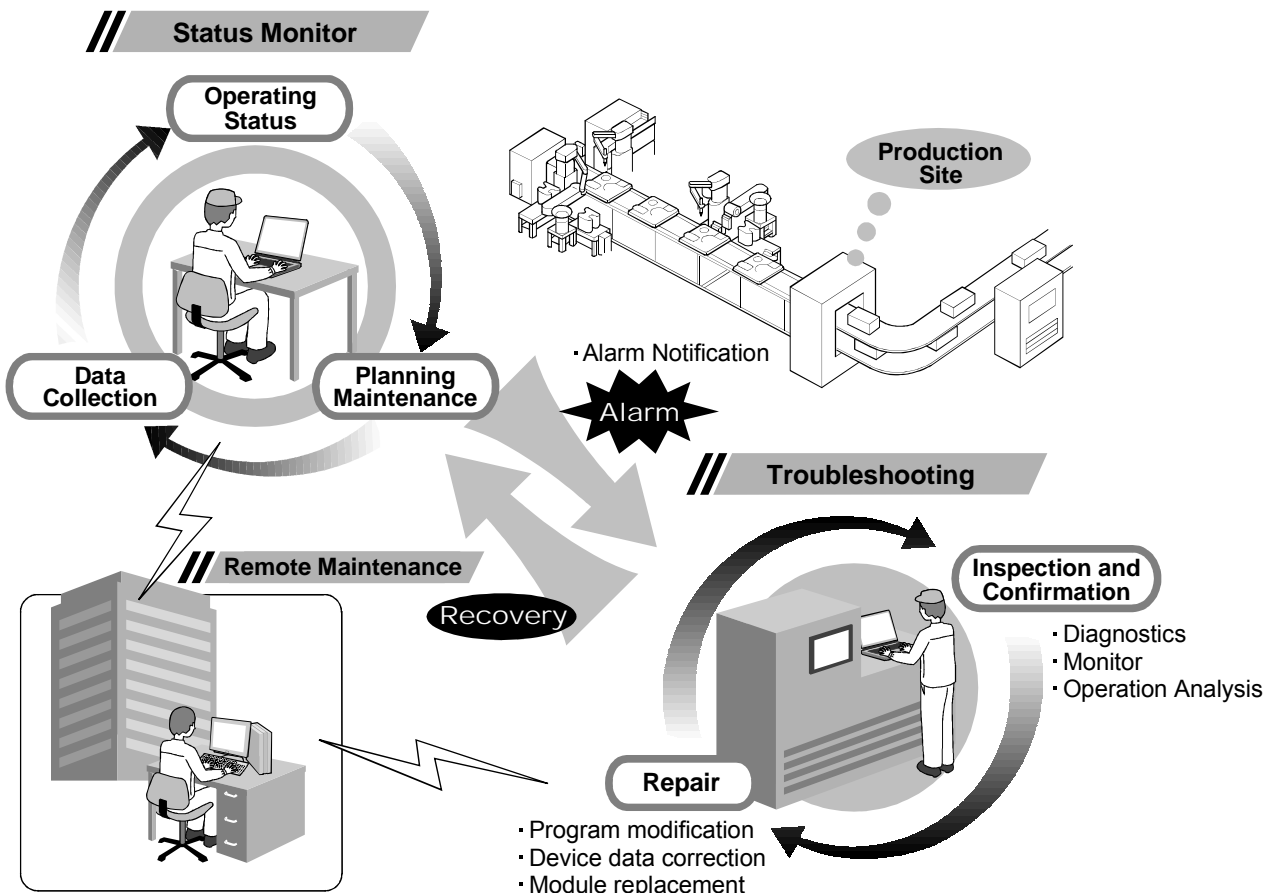 Status Monitor
Operating
Status
Data
Collection
Planning
Maintenance
Production
Site
· Alarm Notification
Alarm
Troubleshooting
Remote Maintenance
Recovery
Inspection and
Confirmation
· Diagnostics
· Monitor
· Operation Analysis
Repair
· Program modification
· Device data correction
· Module replacement